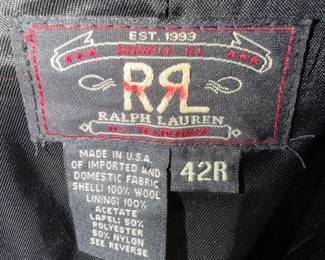 EST. 1993
DOUBLE RL
RRL
RALPH LAUREN
U.S. TRADEMARK
MADE IN U.S.A.
OF IMPORTED AND
DOMESTIC FABRIC
SHELL: 100% WOOL
LINING: 100%
ACETATE
LAPEL: 50%
POLYESTER
50% NYLON
SEE REVERSE
42R